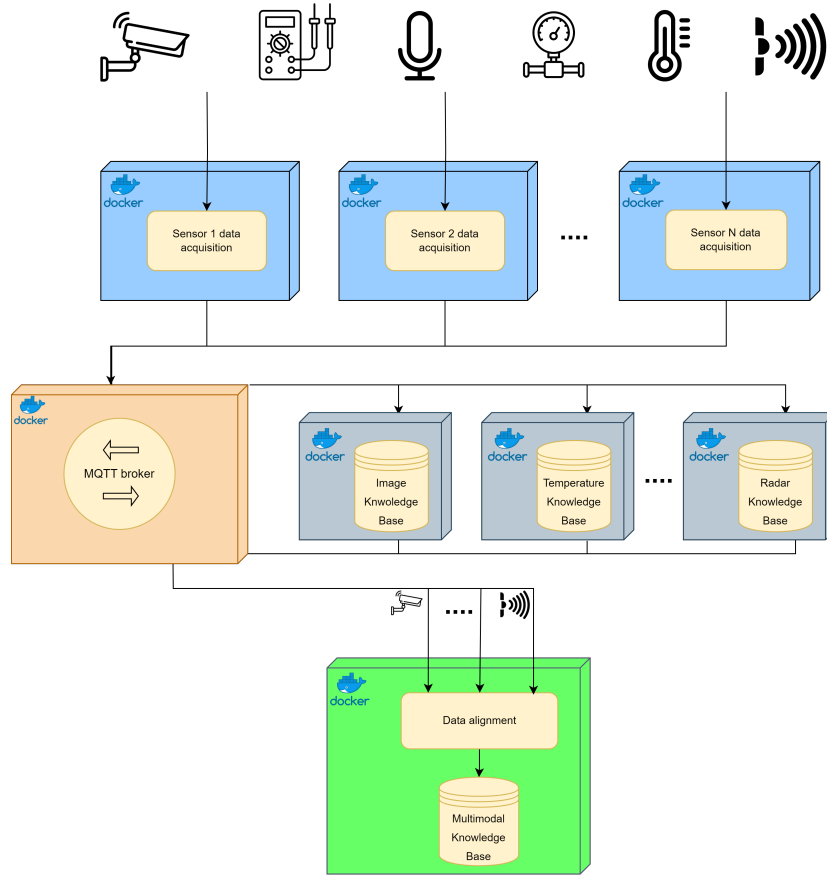 docker
docker
docker
Sensor 1 data
acquisition
Sensor 2 data
acquisition
....
Sensor N data
acquisition
docker
MQTT broker
docker
Image
Knwoledge
Base
docker
Temperature
Knowledge
Base
....
docker
Radar
Knowledge
Base
....
docker
Data alignment
Multimodal
Knowledge
Base